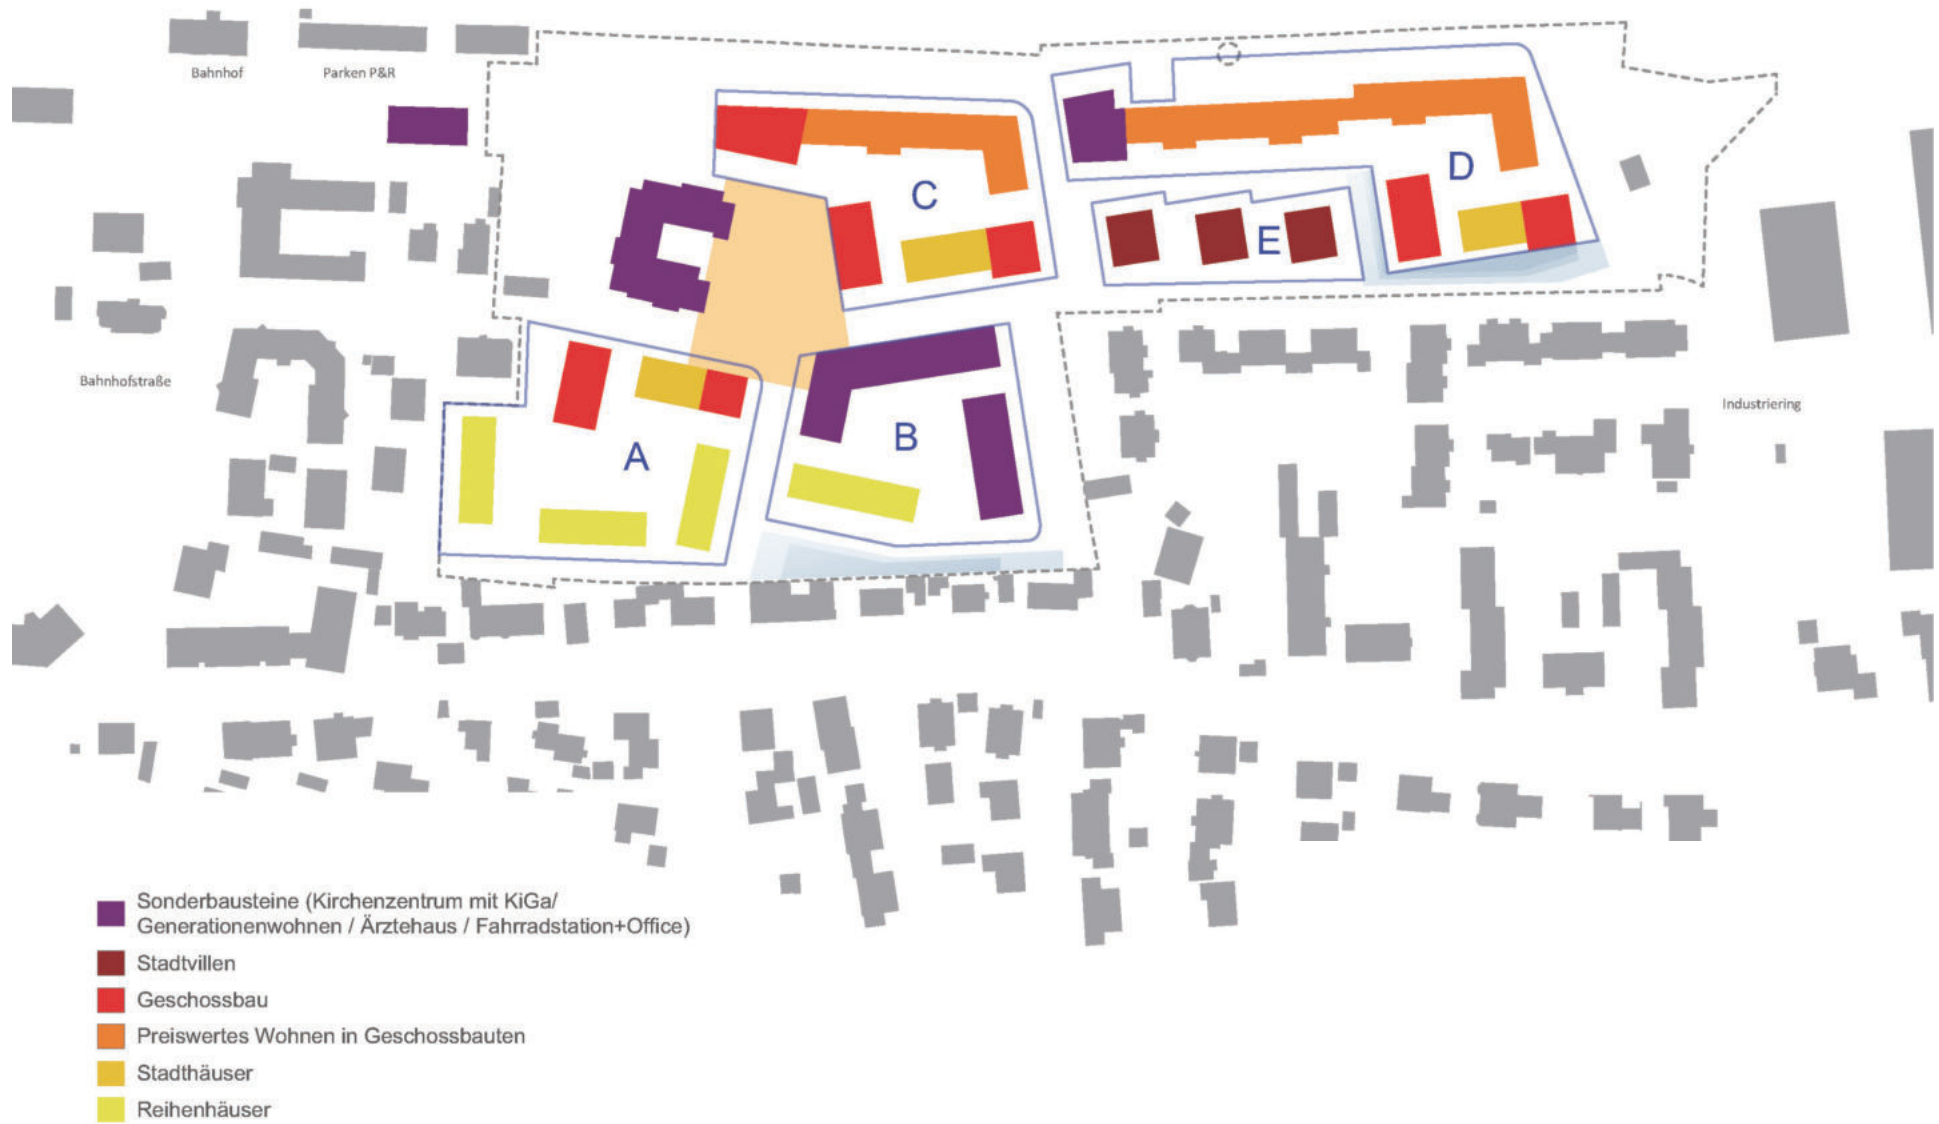 Bahnhof
Parken P&R
C
D
E
Bahnhofstraße
Industriering
A
B
Sonderbausteine (Kirchenzentrum mit KiGa/
Generationenwohnen / Ärztehaus / Fahrradstation+Office)
Stadtvillen
Geschossbau
Preiswertes Wohnen in Geschossbauten
Stadthäuser
Reihenhäuser